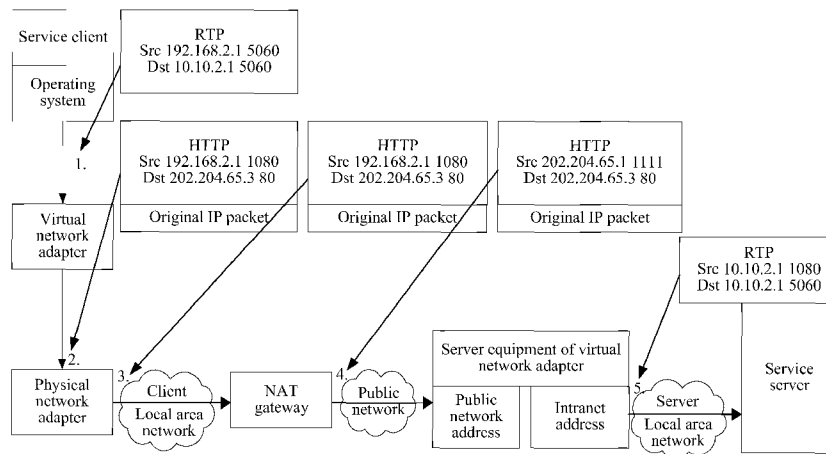 Service client
Operating
system
RTP
Src 192.168.2.1 5060
Dst 10.10.2.1 5060
1.
HTTP
Src 192.168.2.1 1080
Dst 202.204.65.3 80
Original IP packet
HTTP
Src 192.168.2.1 1080
Dst 202.204.65.3 80
Original IP packet
HTTP
Src 202.204.65.1 1111
Dst 202.204.65.3 80
Original IP packet
Virtual
network
adapter
RTP
Src 10.10.2.1 1080
Dst 10.10.2.1 5060
2.
Physical
network
adapter
3.
Client
Local area
network
NAT
gateway
4.
Public
network
Server equipment of virtual
network adapter
Public
network
address
Intranet
address
5.
Server
Local area
network
Service
server